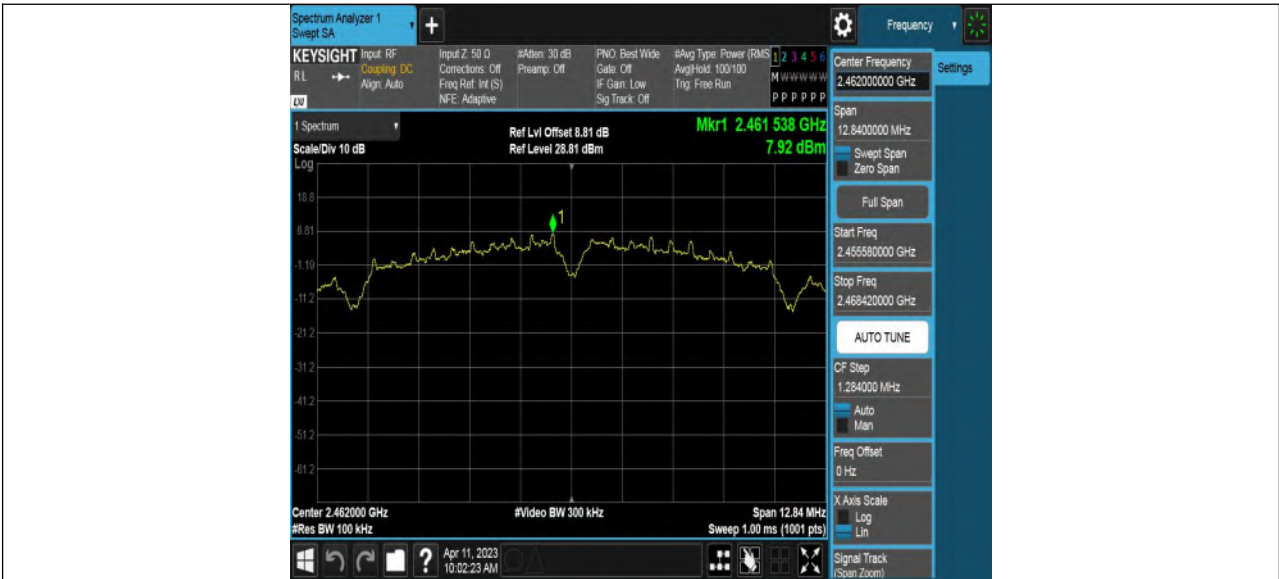 Spectrum Analyzer 1
Swept SA
Frequency
KEYSIGHT
RL
LXI
Input: RF
Coupling: DC
Align: Auto
Input Z: 50 Ω
Corrections: Off
Freq Ref: Int (S)
NFE: Adaptive
#Atten: 30 dB
Preamp: Off
PNO: Best Wide
Gate: Off
IF Gain: Low
Sig Track: Off
#Avg Type: Power (RMS
Avg|Hold: 100/100
Trig: Free Run
1 2 3 4 5 6
M W W W W W
P P P P P P
Center Frequency
2.462000000 GHz
Settings
1 Spectrum
Scale/Div 10 dB
Log
Ref Lvl Offset 8.81 dB
Ref Level 28.81 dBm
Mkr1 2.461 538 GHz
7.92 dBm
Span
12.8400000 MHz
Swept Span
Zero Span
Full Span
Start Freq
2.455580000 GHz
Stop Freq
2.468420000 GHz
AUTO TUNE
CF Step
1.284000 MHz
Auto
Man
Freq Offset
0 Hz
X Axis Scale
Log
Lin
Signal Track
(Span Zoom)
18.8
8.81
-1.19
-11.2
-21.2
-31.2
-41.2
-51.2
-61.2
1
Center 2.462000 GHz
#Res BW 100 kHz
#Video BW 300 kHz
Span 12.84 MHz
Sweep 1.00 ms (1001 pts)
Apr 11, 2023
10:02:23 AM